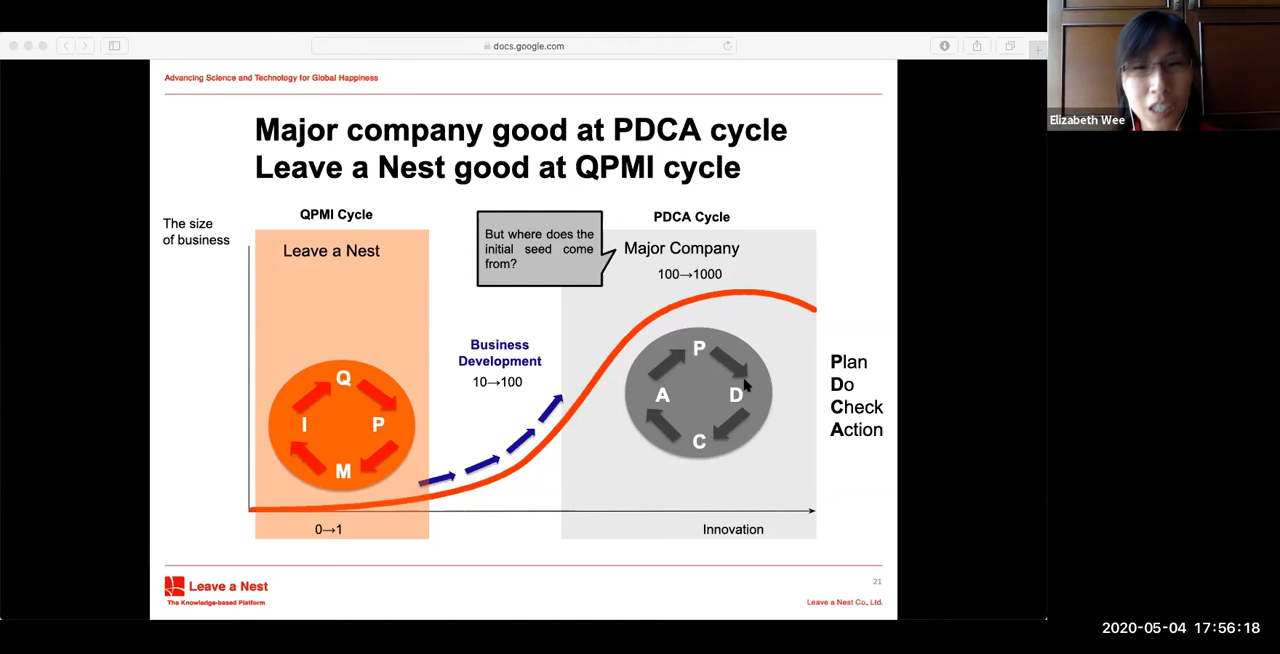 docs.google.com
Elizabeth Wee
Advancing Science and Technology for Global Happiness
Major company good at PDCA cycle
Leave a Nest good at QPMI cycle
The size
of business
QPMI Cycle
Leave a Nest
But where does the
initial seed come
from?
PDCA Cycle
Major Company
100→1000
Business
Development
10→100
Q
I
P
M
P
A
D
C
Plan
Do
Check
Action
0→1
Innovation
Leave a Nest
The Knowledge-based Platform
21
Leave a Nest Co., Ltd.
2020-05-04 17:56:18